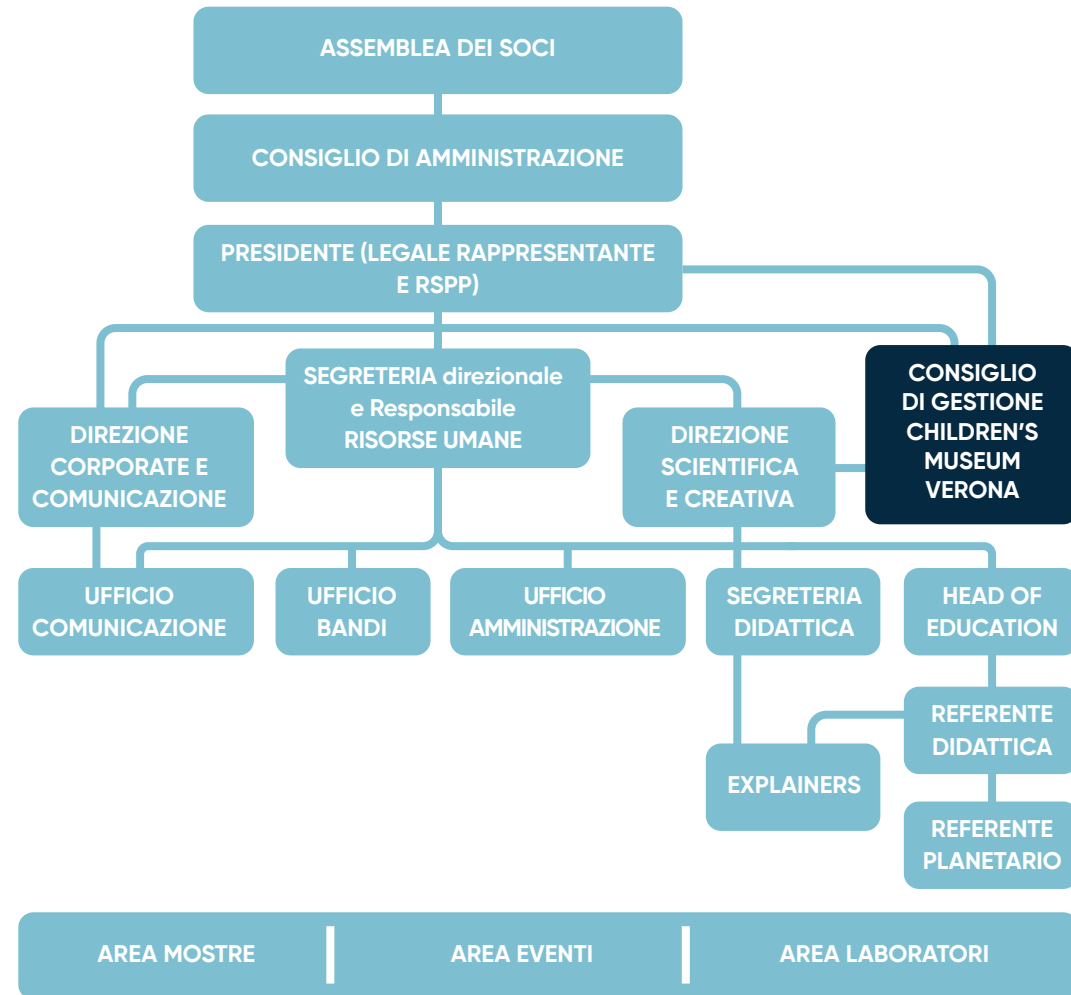 ASSEMBLEA DEI SOCI
CONSIGLIO DI AMMINISTRAZIONE
PRESIDENTE (LEGALE RAPPRESENTANTE
E RSPP)
SEGRETERIA direzionale
e Responsabile
RISORSE UMANE
CONSIGLIO
DI GESTIONE
CHILDREN'S
MUSEUM
VERONA
DIREZIONE
CORPORATE E
COMUNICAZIONE
DIREZIONE
SCIENTIFICA
E CREATIVA
UFFICIO
COMUNICAZIONE
UFFICIO
BANDI
UFFICIO
AMMINISTRAZIONE
SEGRETERIA
DIDATTICA
HEAD OF
EDUCATION
REFERENTE
DIDATTICA
EXPLAINERS
REFERENTE
PLANETARIO
AREA MOSTRE
AREA EVENTI
AREA LABORATORI